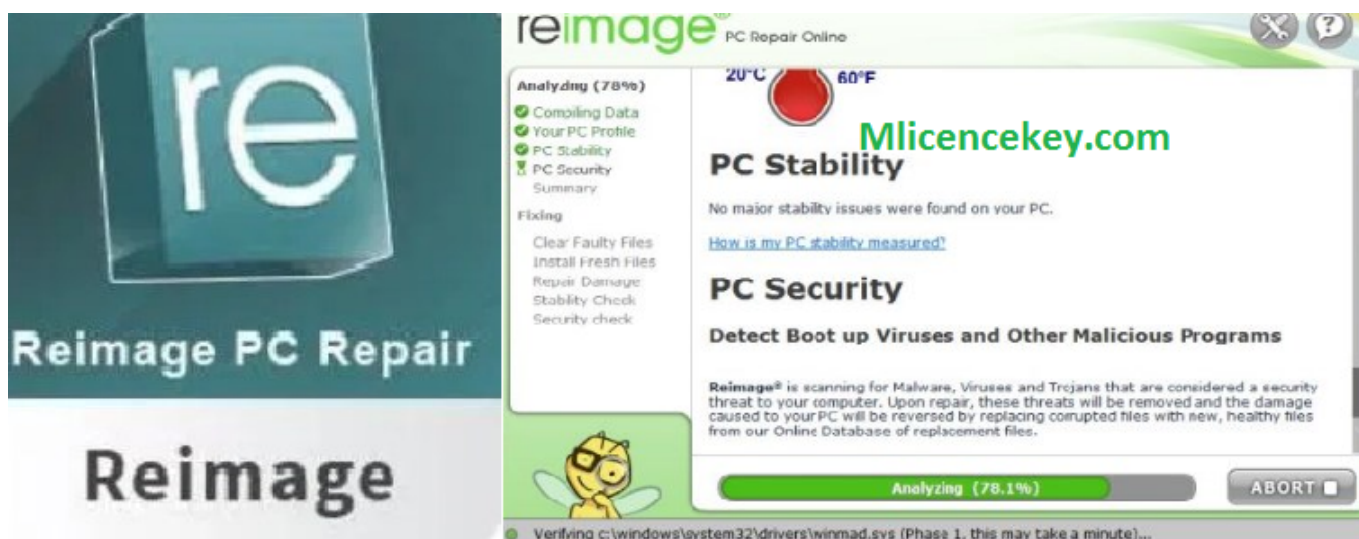 re
Reimage PC Repair
Reimage
reimage®
PC Repair Online
Analyzing (78%)
Compiling Data
Your PC Profile
PC Stability
PC Security
Summary
Fixing
Clear Faulty Files
Install Fresh Files
Repair Damage
Stability Check
Security check
20°C 60°F
Mlicencekey.com
PC Stability
No major stability issues were found on your PC.
How is my PC stability measured?
PC Security
Detect Boot up Viruses and Other Malicious Programs
Reimage® is scanning for Malware, Viruses and Trojans that are considered a security
threat to your computer. Upon repair, these threats will be removed and the damage
caused to your PC will be reversed by replacing corrupted files with new, healthy files
from our Online Database of replacement files.
Analyzing (78.1%)
ABORT
Verifying c:\windows\system32\drivers\winmad.sys (Phase 1, this may take a minute)...